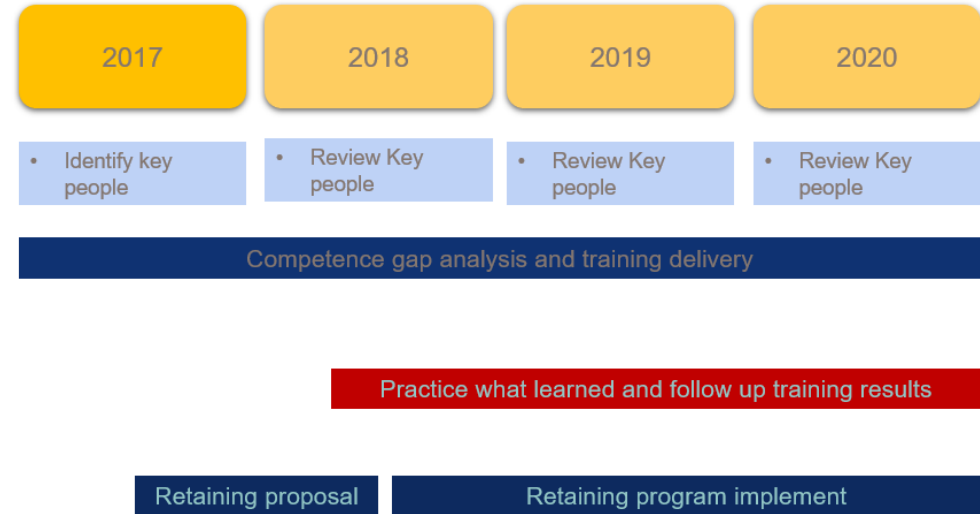 2017 2018 2019 2020
• Identify key • Review Key • Review Key • Review Key
people people people people
Competence gap analysis and training delivery
Practice what learned and follow up training results
Retaining proposal Retaining program implement